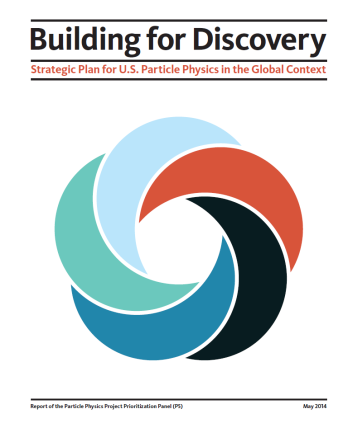 Building for Discovery
Strategic Plan for U.S. Particle Physics in the Global Context
Report of the Particle Physics Project Prioritization Panel (P5)
May 2014